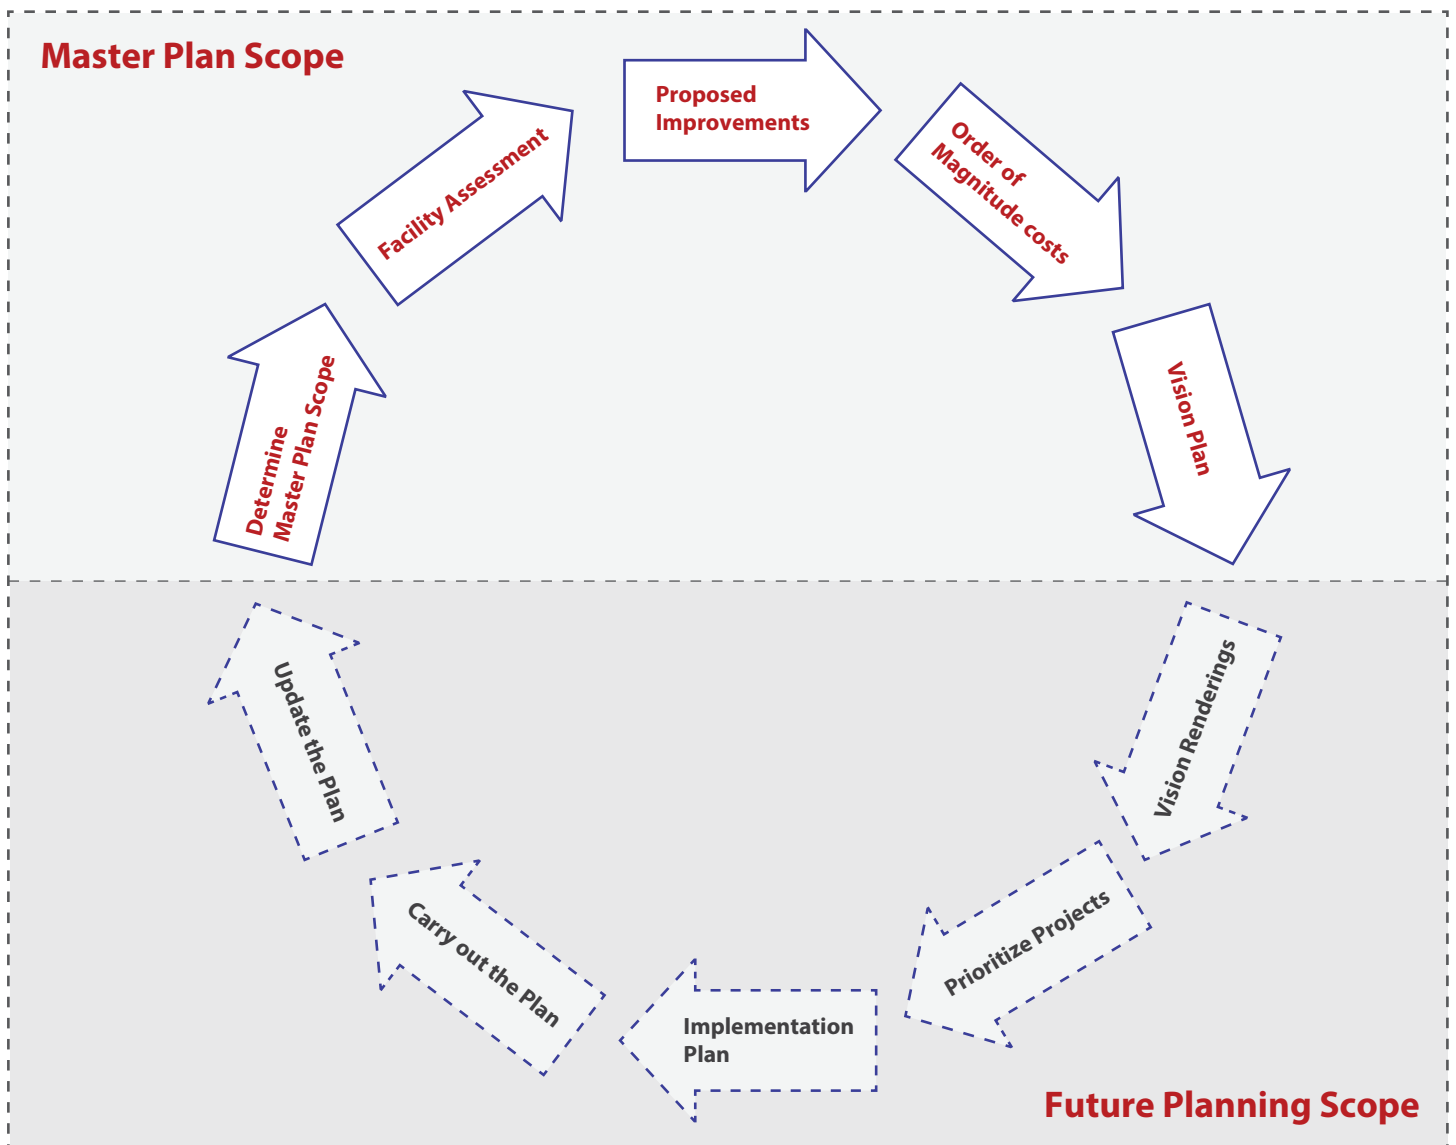 Master Plan Scope
Determine
Master Plan Scope
Facility Assessment
Proposed
Improvements
Order of
Magnitude costs
Vision Plan
Vision Renderings
Prioritize Projects
Implementation
Plan
Carry out the Plan
Update the Plan
Future Planning Scope